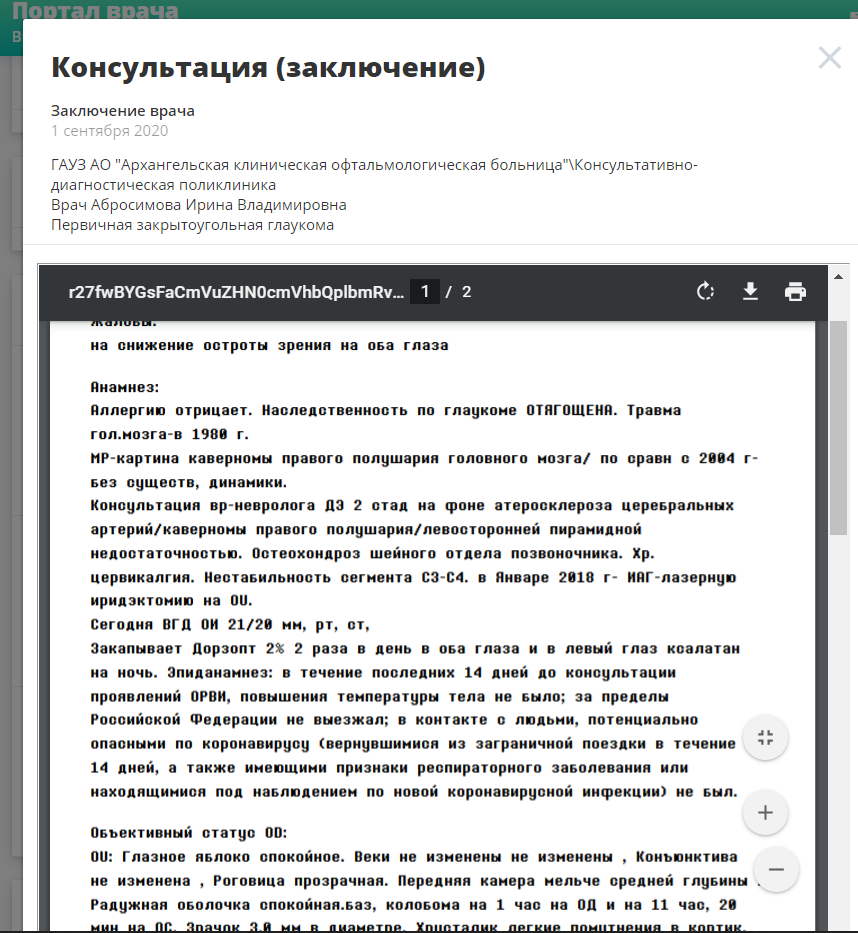 Портал врача
В
Консультация (заключение)
Заключение врача
1 сентября 2020
ГАУЗ АО "Архангельская клиническая офтальмологическая больница"\Консультативно-
диагностическая поликлиника
Врач Абросимова Ирина Владимировна
Первичная закрытоугольная глаукома
r27fwBYGsFaCmVuZHN0cmVhbQplbmRv... 1 / 2
Жалобы:
на снижение остроты зрения на оба глаза
Анамнез:
Аллергию отрицает. Наследственность по глаукоме ОТЯГОЩЕНА. Травма
гол.мозга-в 1980 г.
МР-картина каверномы правого полушария головного мозга/ по сравн с 2004 г-
без существ, динамики.
Консультация вр-невролога ДЭ 2 стад на фоне атеросклероза церебральных
артерий/каверномы правого полушария/левосторонней пирамидной
недостаточностью. Остеохондроз шейного отдела позвоночника. Хр.
цервикалгия. Нестабильность сегмента С3-С4. в Январе 2018 г- ИАГ-лазерную
иридэктомию на OU.
Сегодня ВГД ОИ 21/20 мм, рт, ст,
Закапывает Дорзопт 2% 2 раза в день в оба глаза и в левый глаз ксалатан
на ночь. Эпиданамнез: в течение последних 14 дней до консультации
проявлений ОРВИ, повышения температуры тела не было; за пределы
Российской Федерации не выезжал; в контакте с людьми, потенциально
опасными по коронавирусу (вернувшимися из заграничной поездки в течение
14 дней, а также имеющими признаки респираторного заболевания или
находящимися под наблюдением по новой коронавирусной инфекции) не был.
Объективный статус OD:
OU: Глазное яблоко спокойное. Веки не изменены не изменены , Конъюнктива
не изменена , Роговица прозрачная. Передняя камера мельче средней глубины .
Радужная оболочка спокойная.баз, колобома на 1 час на ОД и на 11 час, 20
мин на ОС. Зрачок 3.0 мм в диаметре. Хрусталик легкие помутнения в кортик.